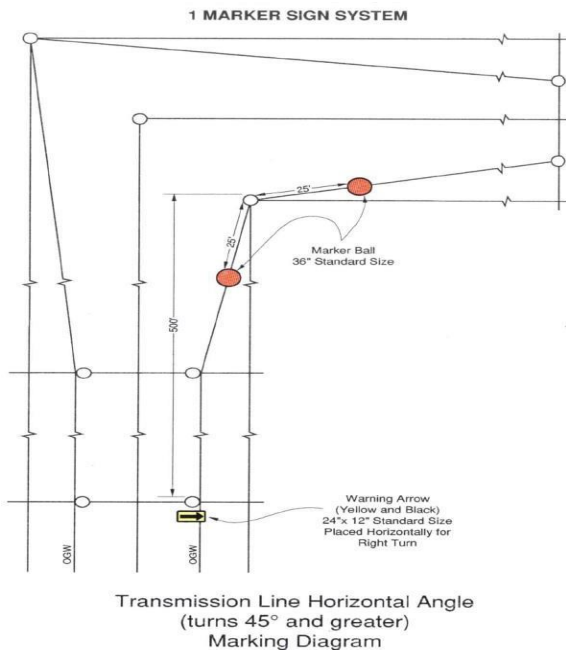 1 MARKER SIGN SYSTEM
25'
25'
Marker Ball
36" Standard Size
500'
Warning Arrow
(Yellow and Black)
24"x 12" Standard Size
Placed Horizontally for
Right Turn
OGW
OGW
Transmission Line Horizontal Angle
(turns 45° and greater)
Marking Diagram